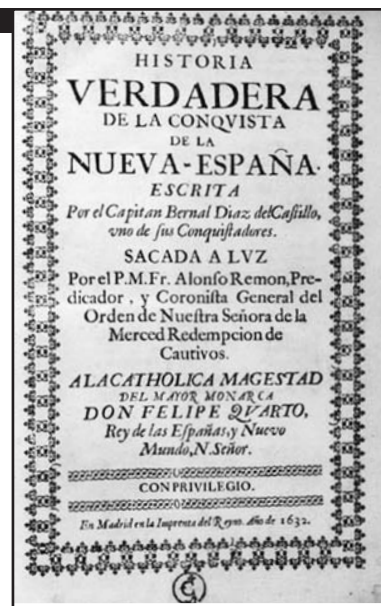 HISTORIA
VERDADERA
DE LA CONQVISTA
DE LA
NUEVA-ESPAÑA.
ESCRITA
Por el Capitan Bernal Diaz del Caſtillo,
vno de ſus Conquiſtadores.
SACADA A LVZ
Por el P.M.Fr. Alonſo Remon, Pre-
dicador, y Coroniſta General del
Orden de Nueſtra Señora de la
Merced Redempcion de
Cautivos.
A LA CATHOLICA MAGESTAD
DEL MAYOR MONARCA
DON FELIPE QVARTO,
Rey de las Eſpañas, y Nuevo
Mundo, N. Señor.
CON PRIVILEGIO.
En Madrid en la Imprenta del Reyno. Año de 1632.